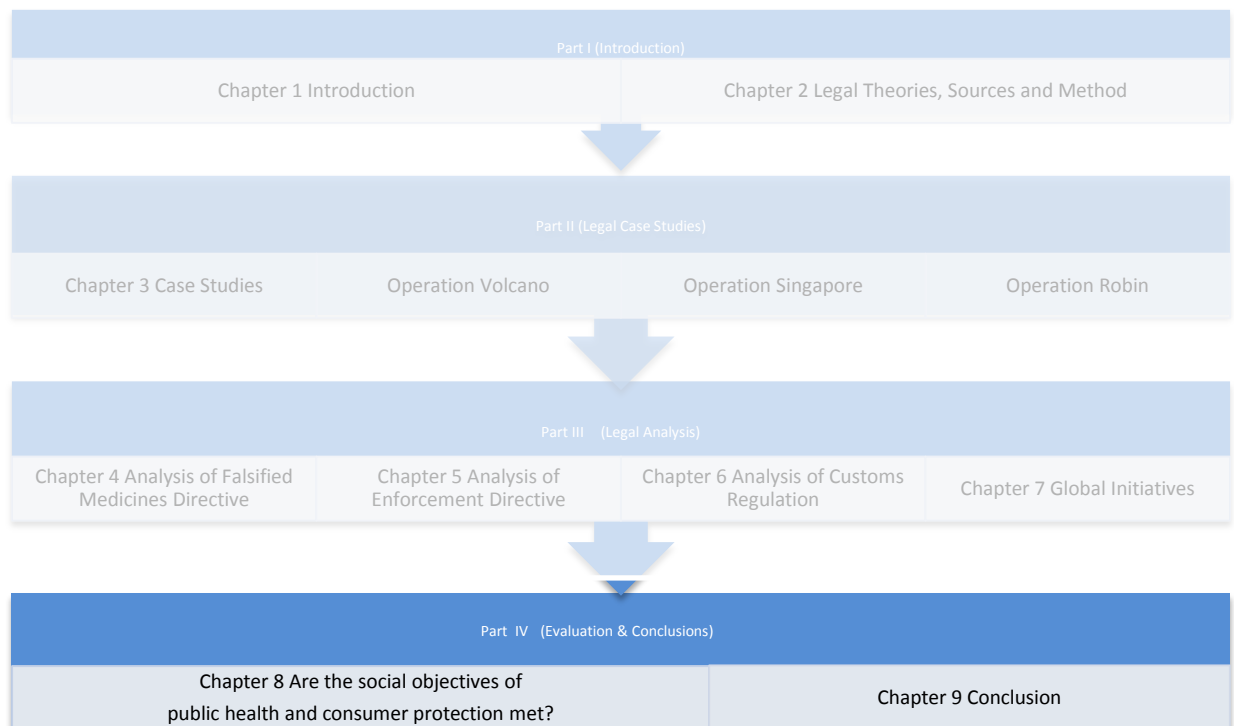 Part I (Introduction)
Chapter 1 Introduction
Chapter 2 Legal Theories, Sources and Method
Part II (Legal Case Studies)
Chapter 3 Case Studies
Operation Volcano
Operation Singapore
Operation Robin
Part III (Legal Analysis)
Chapter 4 Analysis of Falsified
Medicines Directive
Chapter 5 Analysis of
Enforcement Directive
Chapter 6 Analysis of Customs
Regulation
Chapter 7 Global Initiatives
Part IV (Evaluation & Conclusions)
Chapter 8 Are the social objectives of
public health and consumer protection met?
Chapter 9 Conclusion